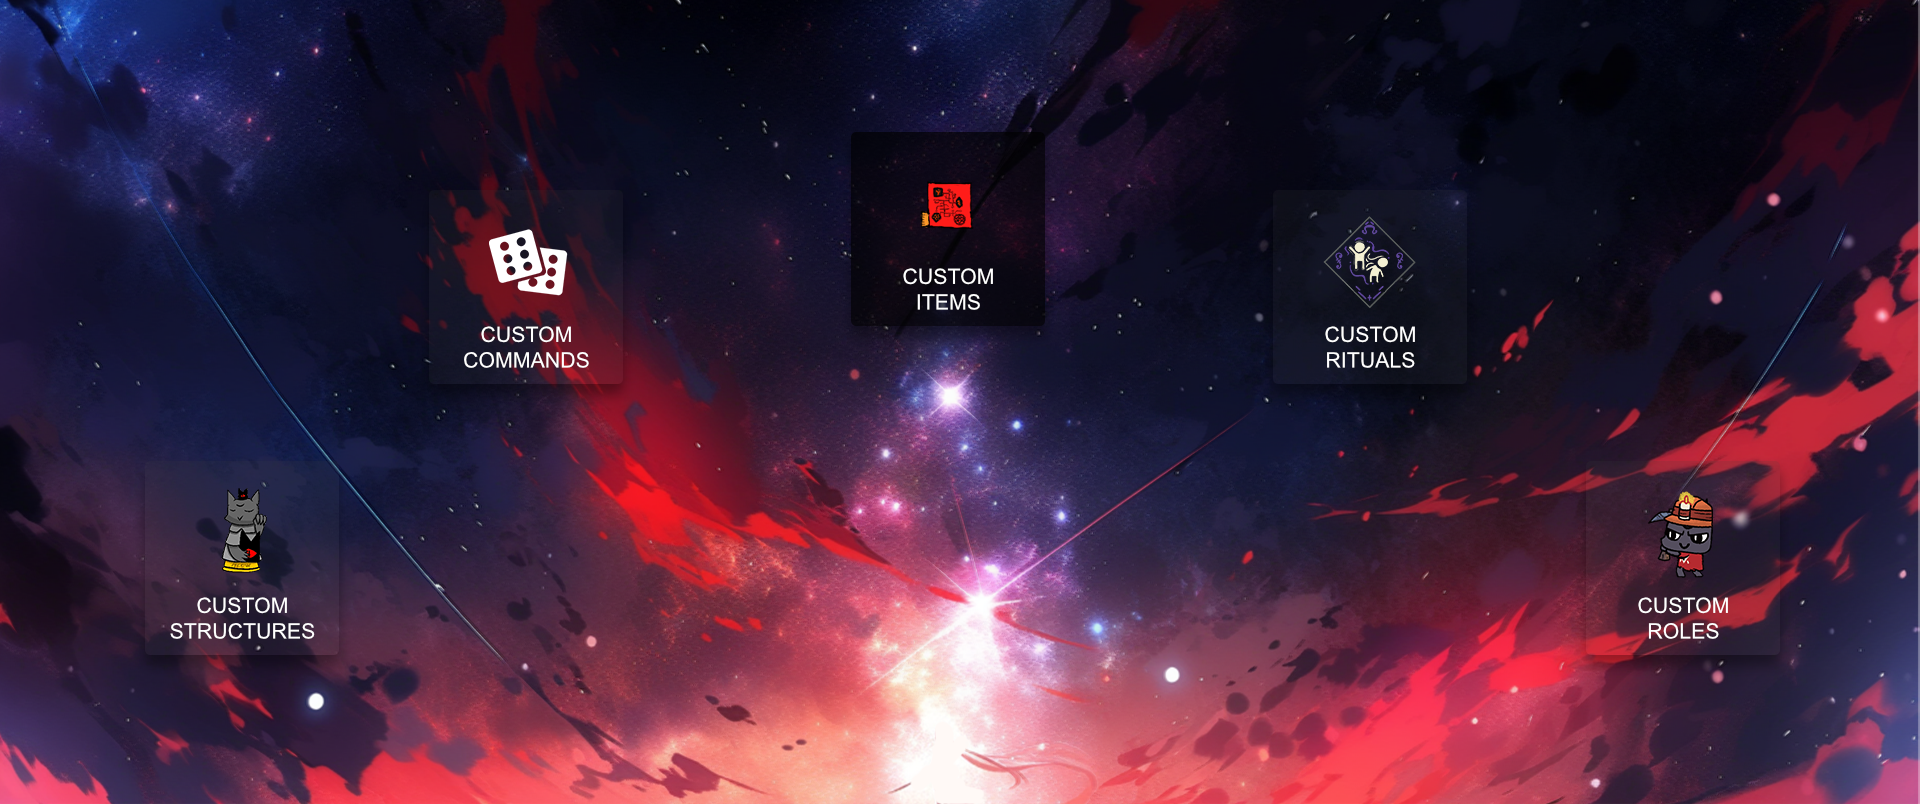 CUSTOM
ITEMS
CUSTOM
COMMANDS
CUSTOM
RITUALS
CUSTOM
STRUCTURES
CUSTOM
ROLES